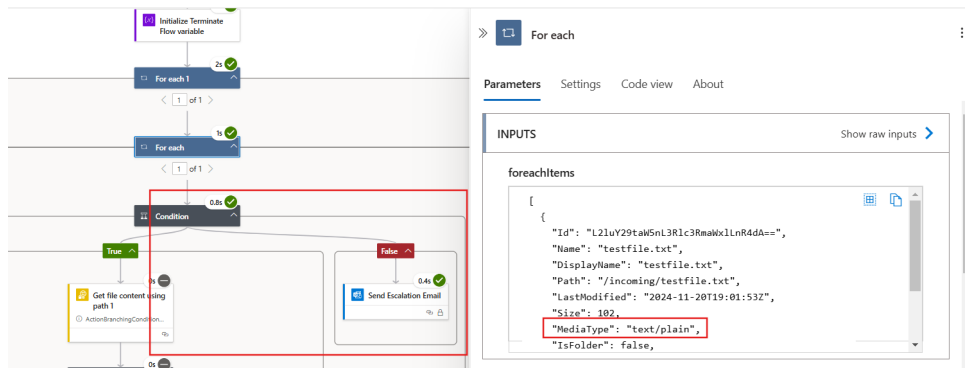 Initialize Terminate
Flow variable
2s
For each 1
1 of 1
1s
For each
1 of 1
0.8s
Condition
True
False
0s
Get file content using
path 1
ActionBranchingCondition...
0.4s
Send Escalation Email
0s
For each
Parameters Settings Code view About
INPUTS
Show raw inputs
foreachItems
[
{
"Id": "L2luY29taW5nL3Rlc3RmaWxlLnR4dA==",
"Name": "testfile.txt",
"DisplayName": "testfile.txt",
"Path": "/incoming/testfile.txt",
"LastModified": "2024-11-20T19:01:53Z",
"Size": 102,
"MediaType": "text/plain",
"IsFolder": false,